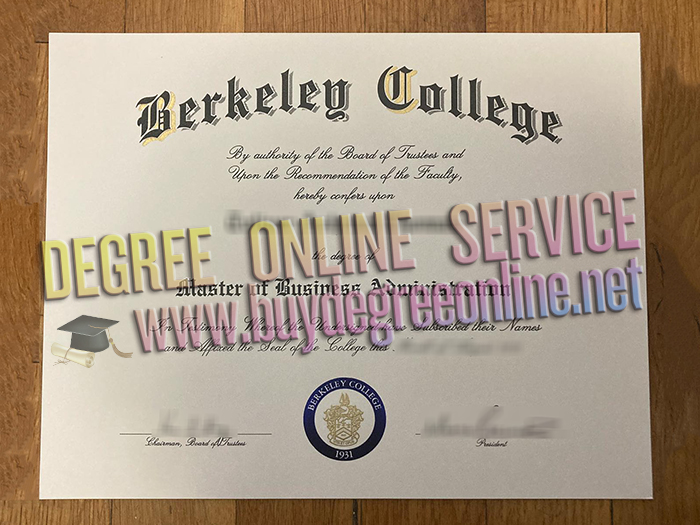 Berkeley College
By authority of the Board of Trustees and
Upon the Recommendation of the Faculty,
hereby confers upon
DEGREE ONLINE SERVICE
the degree of
Master of Business Administration
www.buydegreeonline.net
In Testimony Whereof the Undersigned have Subscribed their Names
and Affixed the Seal of the College this
BERKELEY COLLEGE
1931
Chairman, Board of Trustees
President